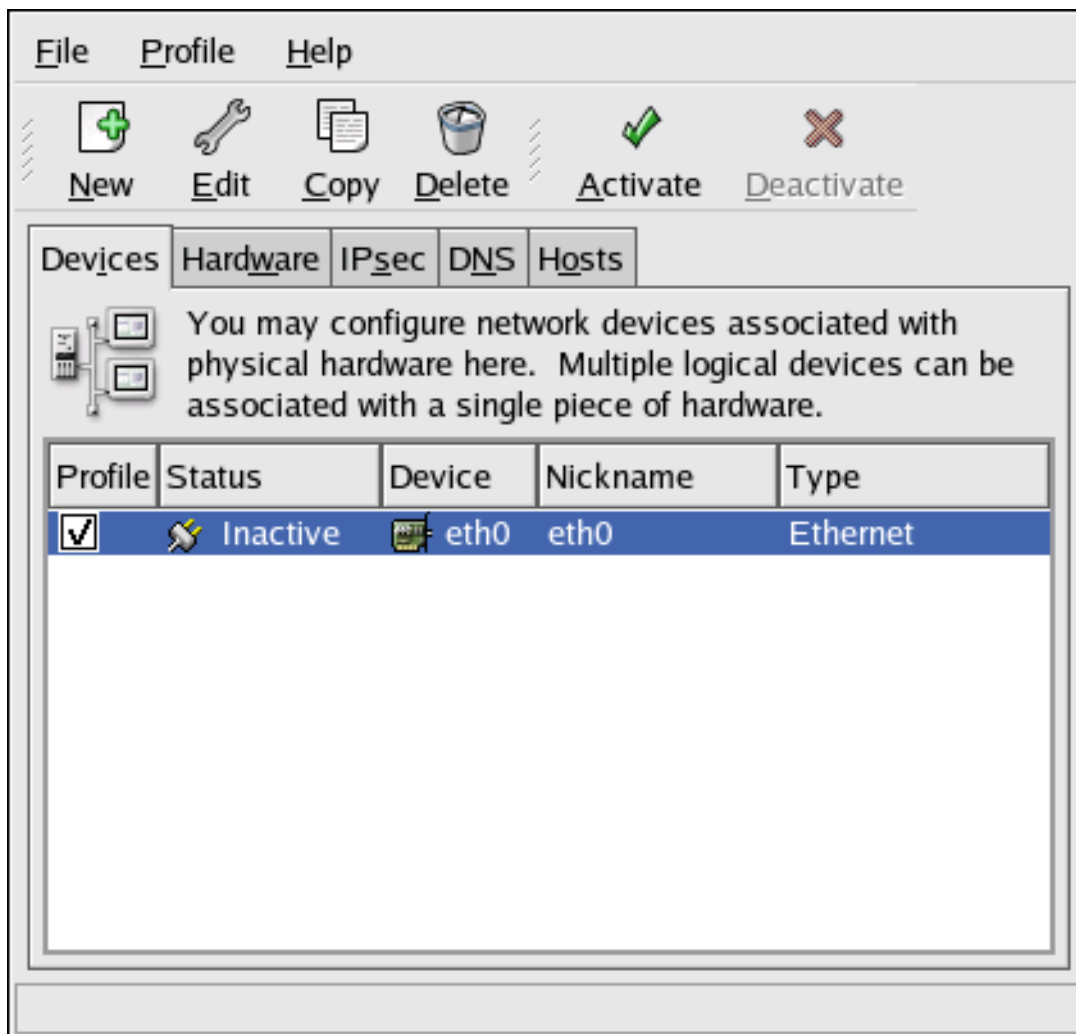 File Profile Help
New Edit Copy Delete Activate Deactivate
Devices Hardware IPsec DNS Hosts
You may configure network devices associated with
physical hardware here.  Multiple logical devices can be
associated with a single piece of hardware.
Profile Status Device Nickname Type
Inactive eth0 eth0 Ethernet